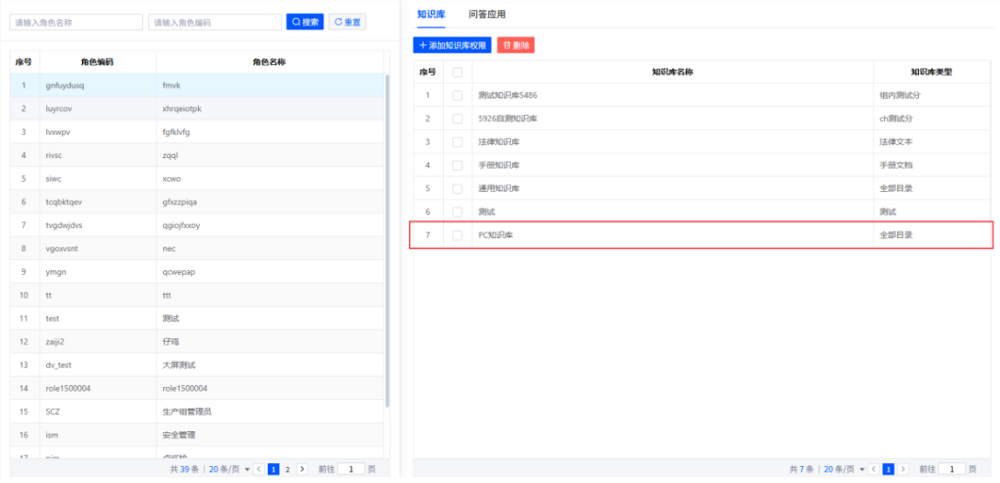 请输入角色名称 请输入角色编码 搜索 重置
序号 角色编码 角色名称
1 gnfuydusq fmvk
2 luyrcov xhrqeiotpk
3 lvxwpv fgfklvfg
4 rivsc zqql
5 siwc xcwo
6 tcqbktqev gfxzzpiqa
7 tvgdwjdvs qgiojfxxoy
8 vgoxvsnt nec
9 ymgn qcwepap
10 tt ttt
11 test 测试
12 zaiji2 仔鸡
13 dv_test 大屏测试
14 role1500004 role1500004
15 SCZ 生产组管理员
16 ism 安全管理
17
共 39 条 20 条/页 1 2 前往 1 页
知识库 问答应用
添加知识库权限 删除
序号 知识库名称 知识库类型
1 测试知识库5486 组内测试分
2 5926自测知识库 ch测试分
3 法律知识库 法律文本
4 手册知识库 手册文档
5 通用知识库 全部目录
6 测试 测试
7 PC知识库 全部目录
共 7 条 20 条/页 1 前往 1 页